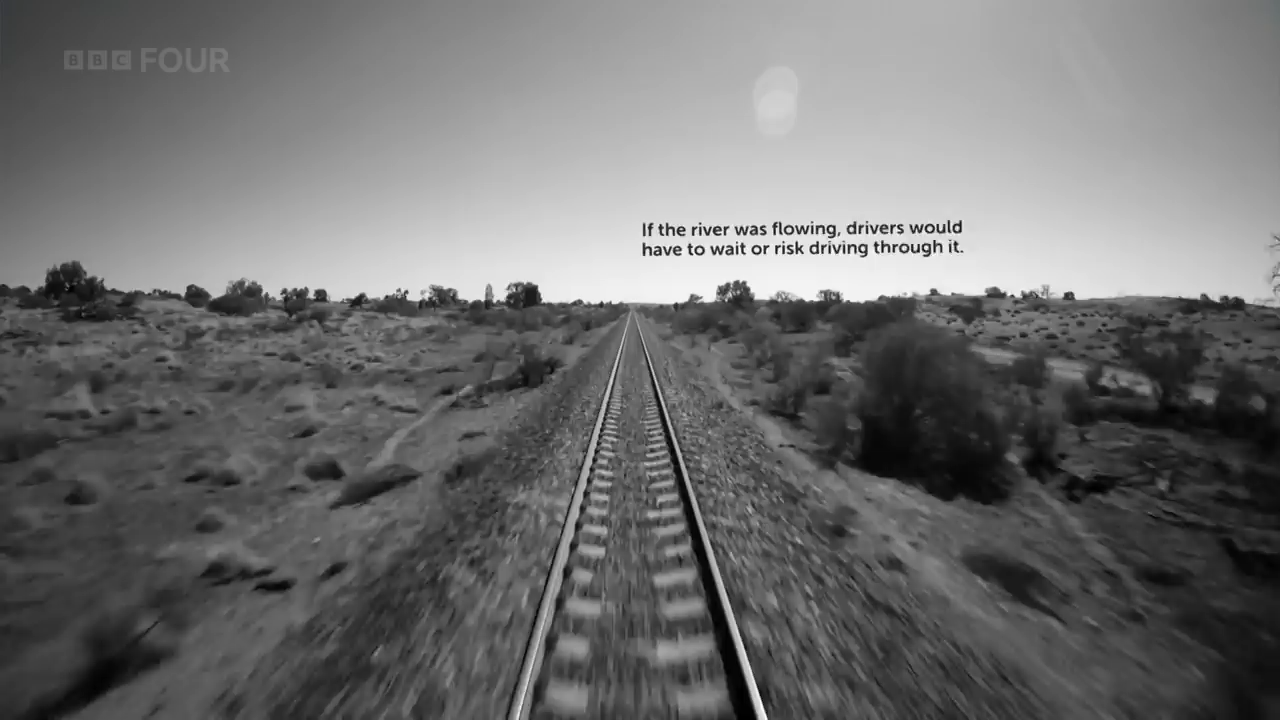 BBC FOUR
If the river was flowing, drivers would
have to wait or risk driving through it.